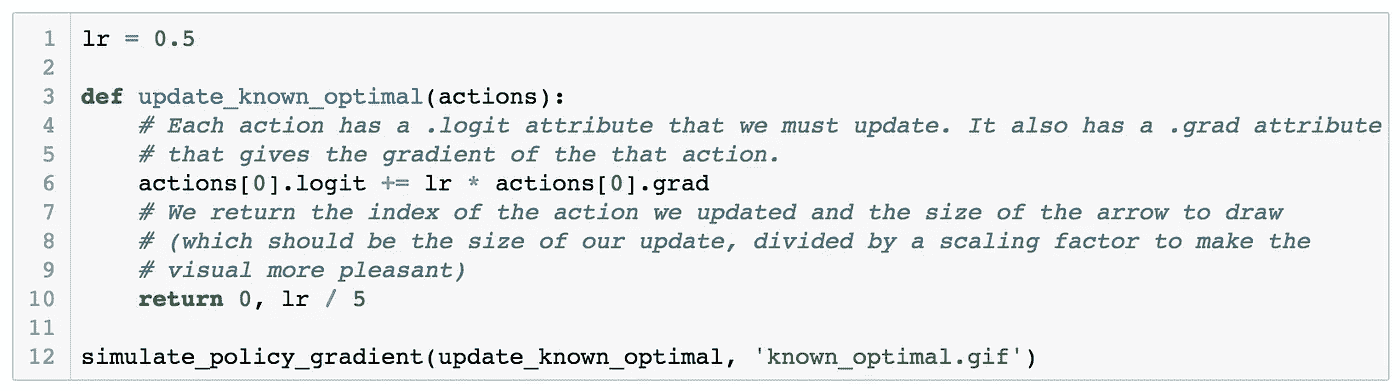 1 lr = 0.5
2
3 def update_known_optimal(actions):
4 # Each action has a .logit attribute that we must update. It also has a .grad attribute
5 # that gives the gradient of the that action.
6 actions[0].logit += lr * actions[0].grad
7 # We return the index of the action we updated and the size of the arrow to draw
8 # (which should be the size of our update, divided by a scaling factor to make the
9 # visual more pleasant)
10 return 0, lr / 5
11
12 simulate_policy_gradient(update_known_optimal, 'known_optimal.gif')